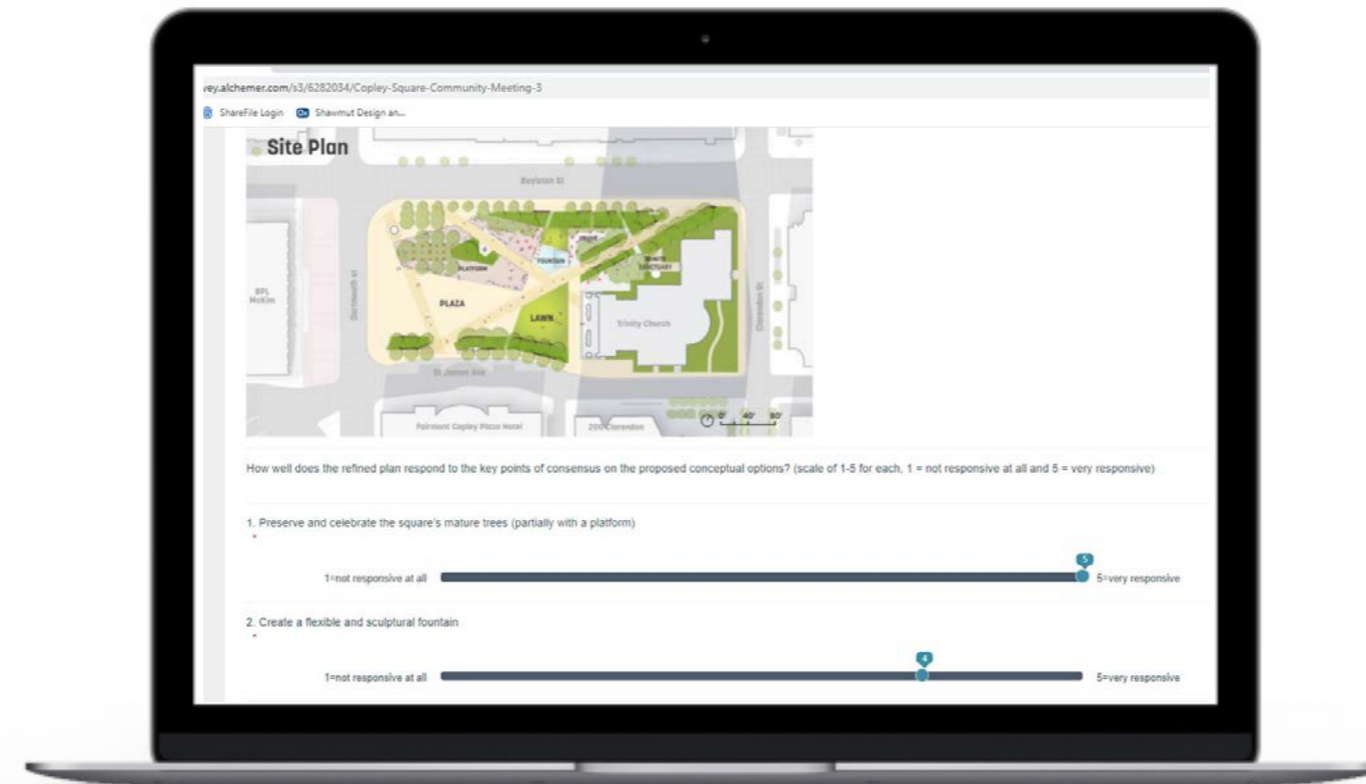 vey.alchemer.com/s3/6282034/Copley-Square-Community-Meeting-3
ShareFile Login
Shawmut Design an...
Site Plan
Boylston St
BPL
McKim
Dartmouth St
PLATFORM
FOUNTAIN
TRINITY
SANCTUARY
PLAZA
LAWN
Trinity Church
Clarendon St
St James Ave
Fairmont Copley Plaza Hotel
200 Clarendon
0' 40' 80'
How well does the refined plan respond to the key points of consensus on the proposed conceptual options? (scale of 1-5 for each, 1 = not responsive at all and 5 = very responsive)
1. Preserve and celebrate the square's mature trees (partially with a platform)
*
5
1=not responsive at all
5=very responsive
2. Create a flexible and sculptural fountain
*
4
1=not responsive at all
5=very responsive